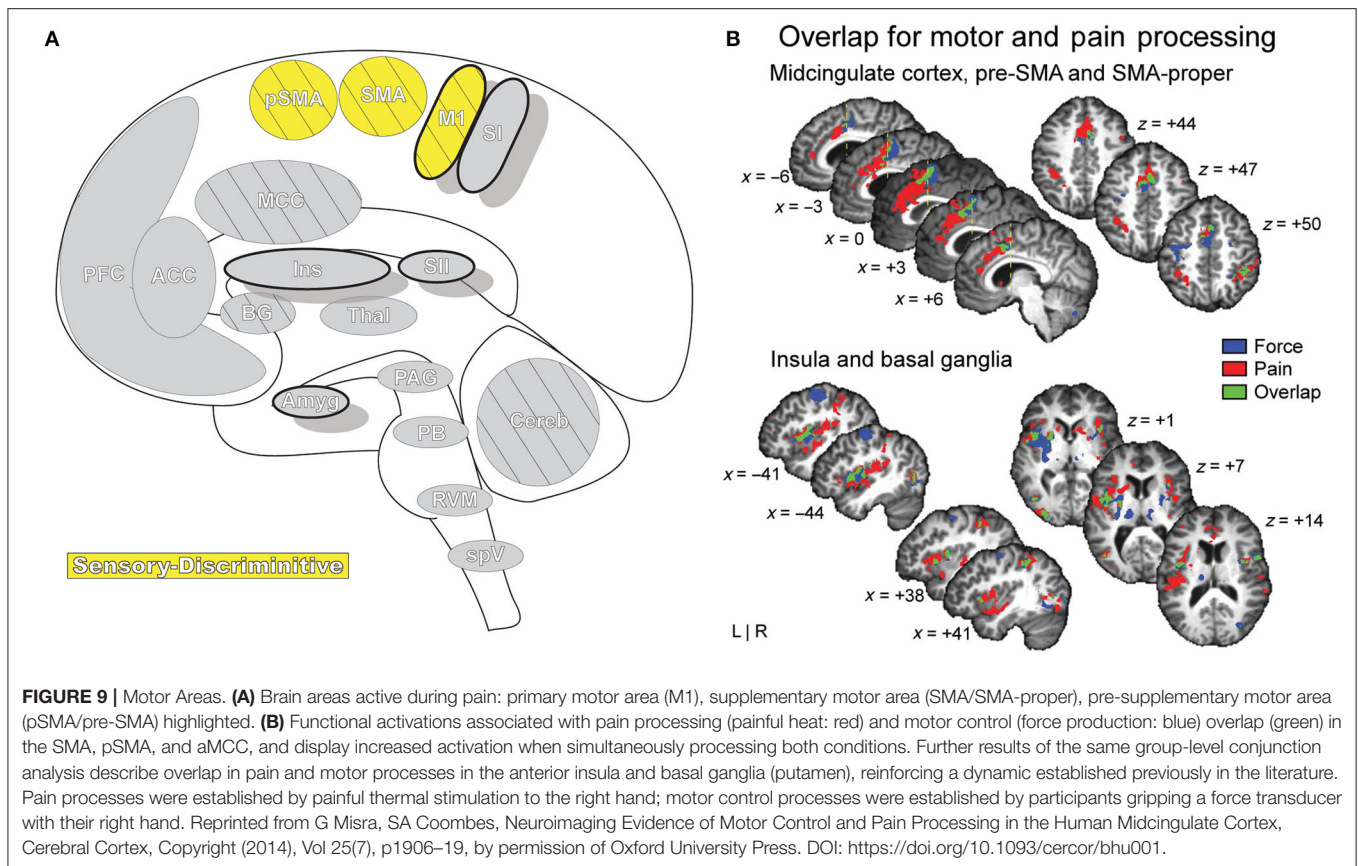 A
pSMA
SMA
M1
SI
MCC
PFC
ACC
Ins
SII
BG
Thal
PAG
Amyg
PB
Cereb
RVM
spV
Sensory-Discriminitive
B
Overlap for motor and pain processing
Midcingulate cortex, pre-SMA and SMA-proper
x = −6
x = −3
x = 0
x = +3
x = +6
z = +44
z = +47
z = +50
Force
Pain
Overlap
Insula and basal ganglia
x = −41
x = −44
x = +38
x = +41
z = +1
z = +7
z = +14
L | R
FIGURE 9 | Motor Areas. (A) Brain areas active during pain: primary motor area (M1), supplementary motor area (SMA/SMA-proper), pre-supplementary motor area
(pSMA/pre-SMA) highlighted. (B) Functional activations associated with pain processing (painful heat: red) and motor control (force production: blue) overlap (green) in
the SMA, pSMA, and aMCC, and display increased activation when simultaneously processing both conditions. Further results of the same group-level conjunction
analysis describe overlap in pain and motor processes in the anterior insula and basal ganglia (putamen), reinforcing a dynamic established previously in the literature.
Pain processes were established by painful thermal stimulation to the right hand; motor control processes were established by participants gripping a force transducer
with their right hand. Reprinted from G Misra, SA Coombes, Neuroimaging Evidence of Motor Control and Pain Processing in the Human Midcingulate Cortex,
Cerebral Cortex, Copyright (2014), Vol 25(7), p1906–19, by permission of Oxford University Press. DOI: https://doi.org/10.1093/cercor/bhu001.